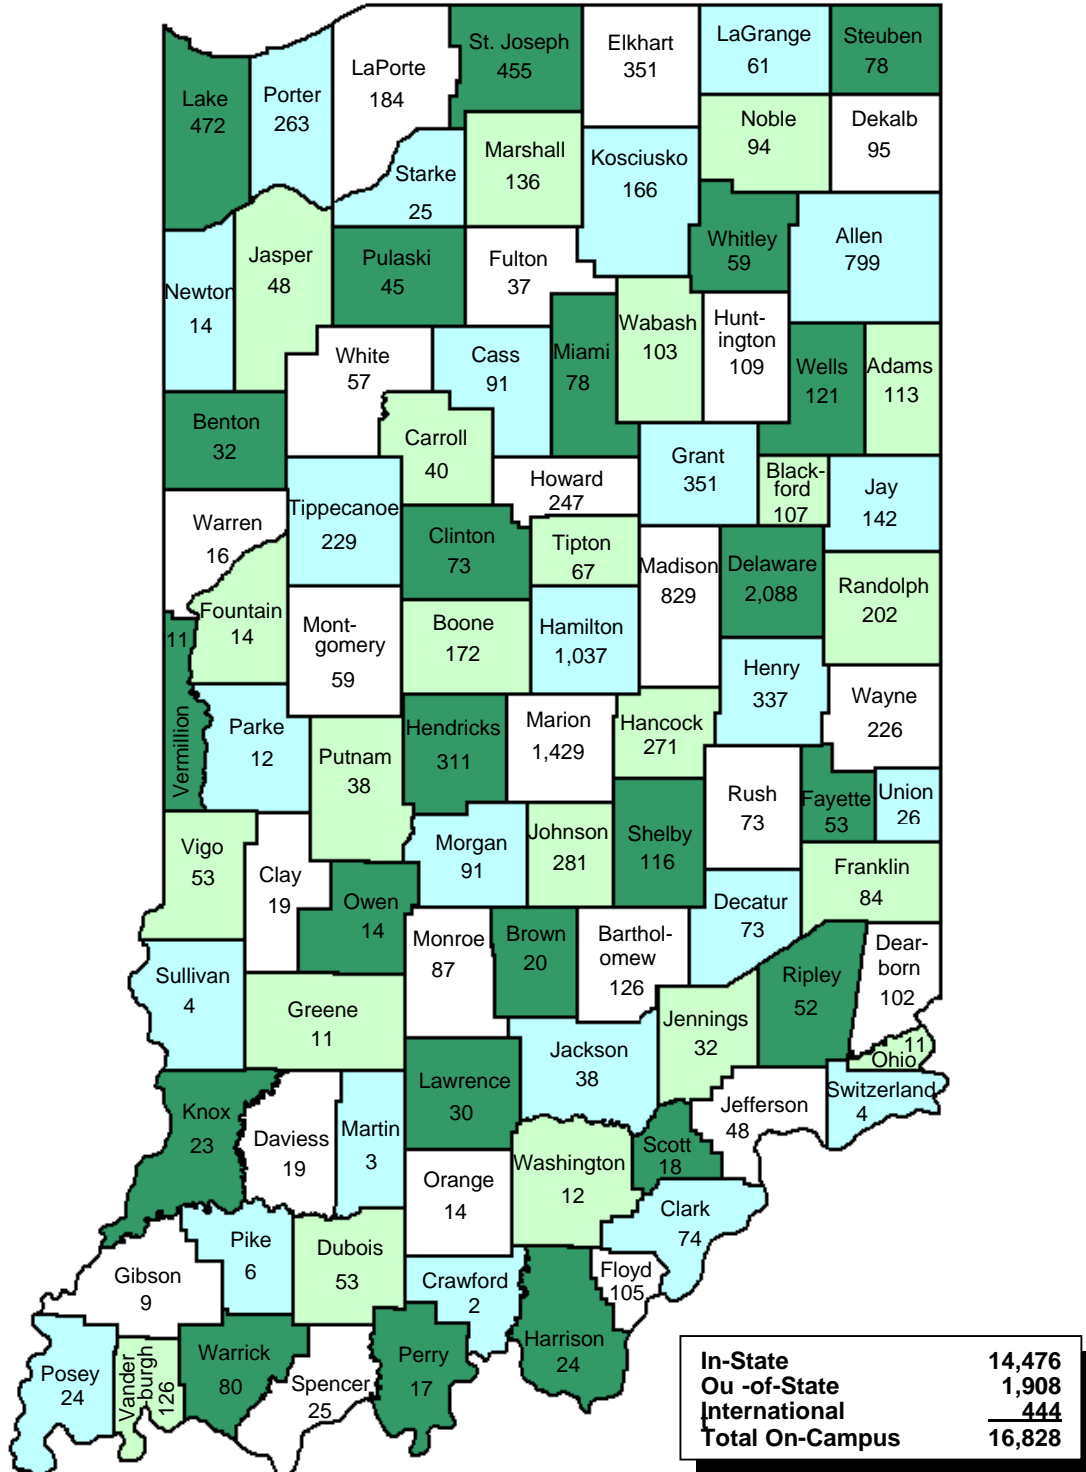 St. Joseph
455
Elkhart
351
LaGrange
61
Steuben
78
LaPorte
184
Lake
472
Porter
263
Noble
94
Dekalb
95
Marshall
136
Kosciusko
166
Starke
25
Whitley
59
Allen
799
Jasper
48
Pulaski
45
Fulton
37
Newton
14
Wabash
103
Hunt-
ington
109
White
57
Cass
91
Miami
78
Wells
121
Adams
113
Benton
32
Carroll
40
Grant
351
Black-
ford
107
Jay
142
Howard
247
Warren
16
Tippecanoe
229
Clinton
73
Tipton
67
Madison
829
Delaware
2,088
Randolph
202
Fountain
14
Mont-
gomery
59
Boone
172
Hamilton
1,037
11
Vermillion
Henry
337
Wayne
226
Parke
12
Putnam
38
Hendricks
311
Marion
1,429
Hancock
271
Rush
73
Fayette
53
Union
26
Vigo
53
Clay
19
Morgan
91
Johnson
281
Shelby
116
Franklin
84
Owen
14
Decatur
73
Monroe
87
Brown
20
Barthol-
omew
126
Dear-
born
102
Sullivan
4
Ripley
52
Greene
11
Jennings
32
11
Ohio
Jackson
38
Lawrence
30
Switzerland
4
Jefferson
48
Knox
23
Daviess
19
Martin
3
Scott
18
Washington
12
Orange
14
Clark
74
Pike
6
Dubois
53
Gibson
9
Crawford
2
Floyd
105
Harrison
24
Posey
24
Vander
burgh
126
Warrick
80
Spencer
25
Perry
17
In-State 14,476
Ou -of-State 1,908
International 444
Total On-Campus 16,828